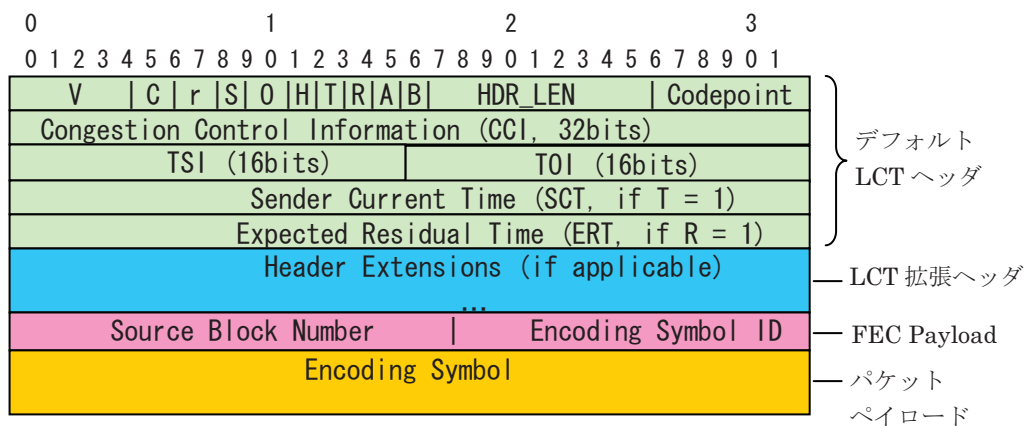 0 1 2 3
0 1 2 3 4 5 6 7 8 9 0 1 2 3 4 5 6 7 8 9 0 1 2 3 4 5 6 7 8 9 0 1
V | C | r |S| O |H|T|R|A|B| HDR_LEN | Codepoint
Congestion Control Information (CCI, 32bits)
TSI (16bits) TOI (16bits)
Sender Current Time (SCT, if T = 1)
Expected Residual Time (ERT, if R = 1)
デフォルト
LCT ヘッダ
Header Extensions (if applicable)
...
LCT 拡張ヘッダ
Source Block Number | Encoding Symbol ID
FEC Payload
Encoding Symbol
パケット
ペイロード